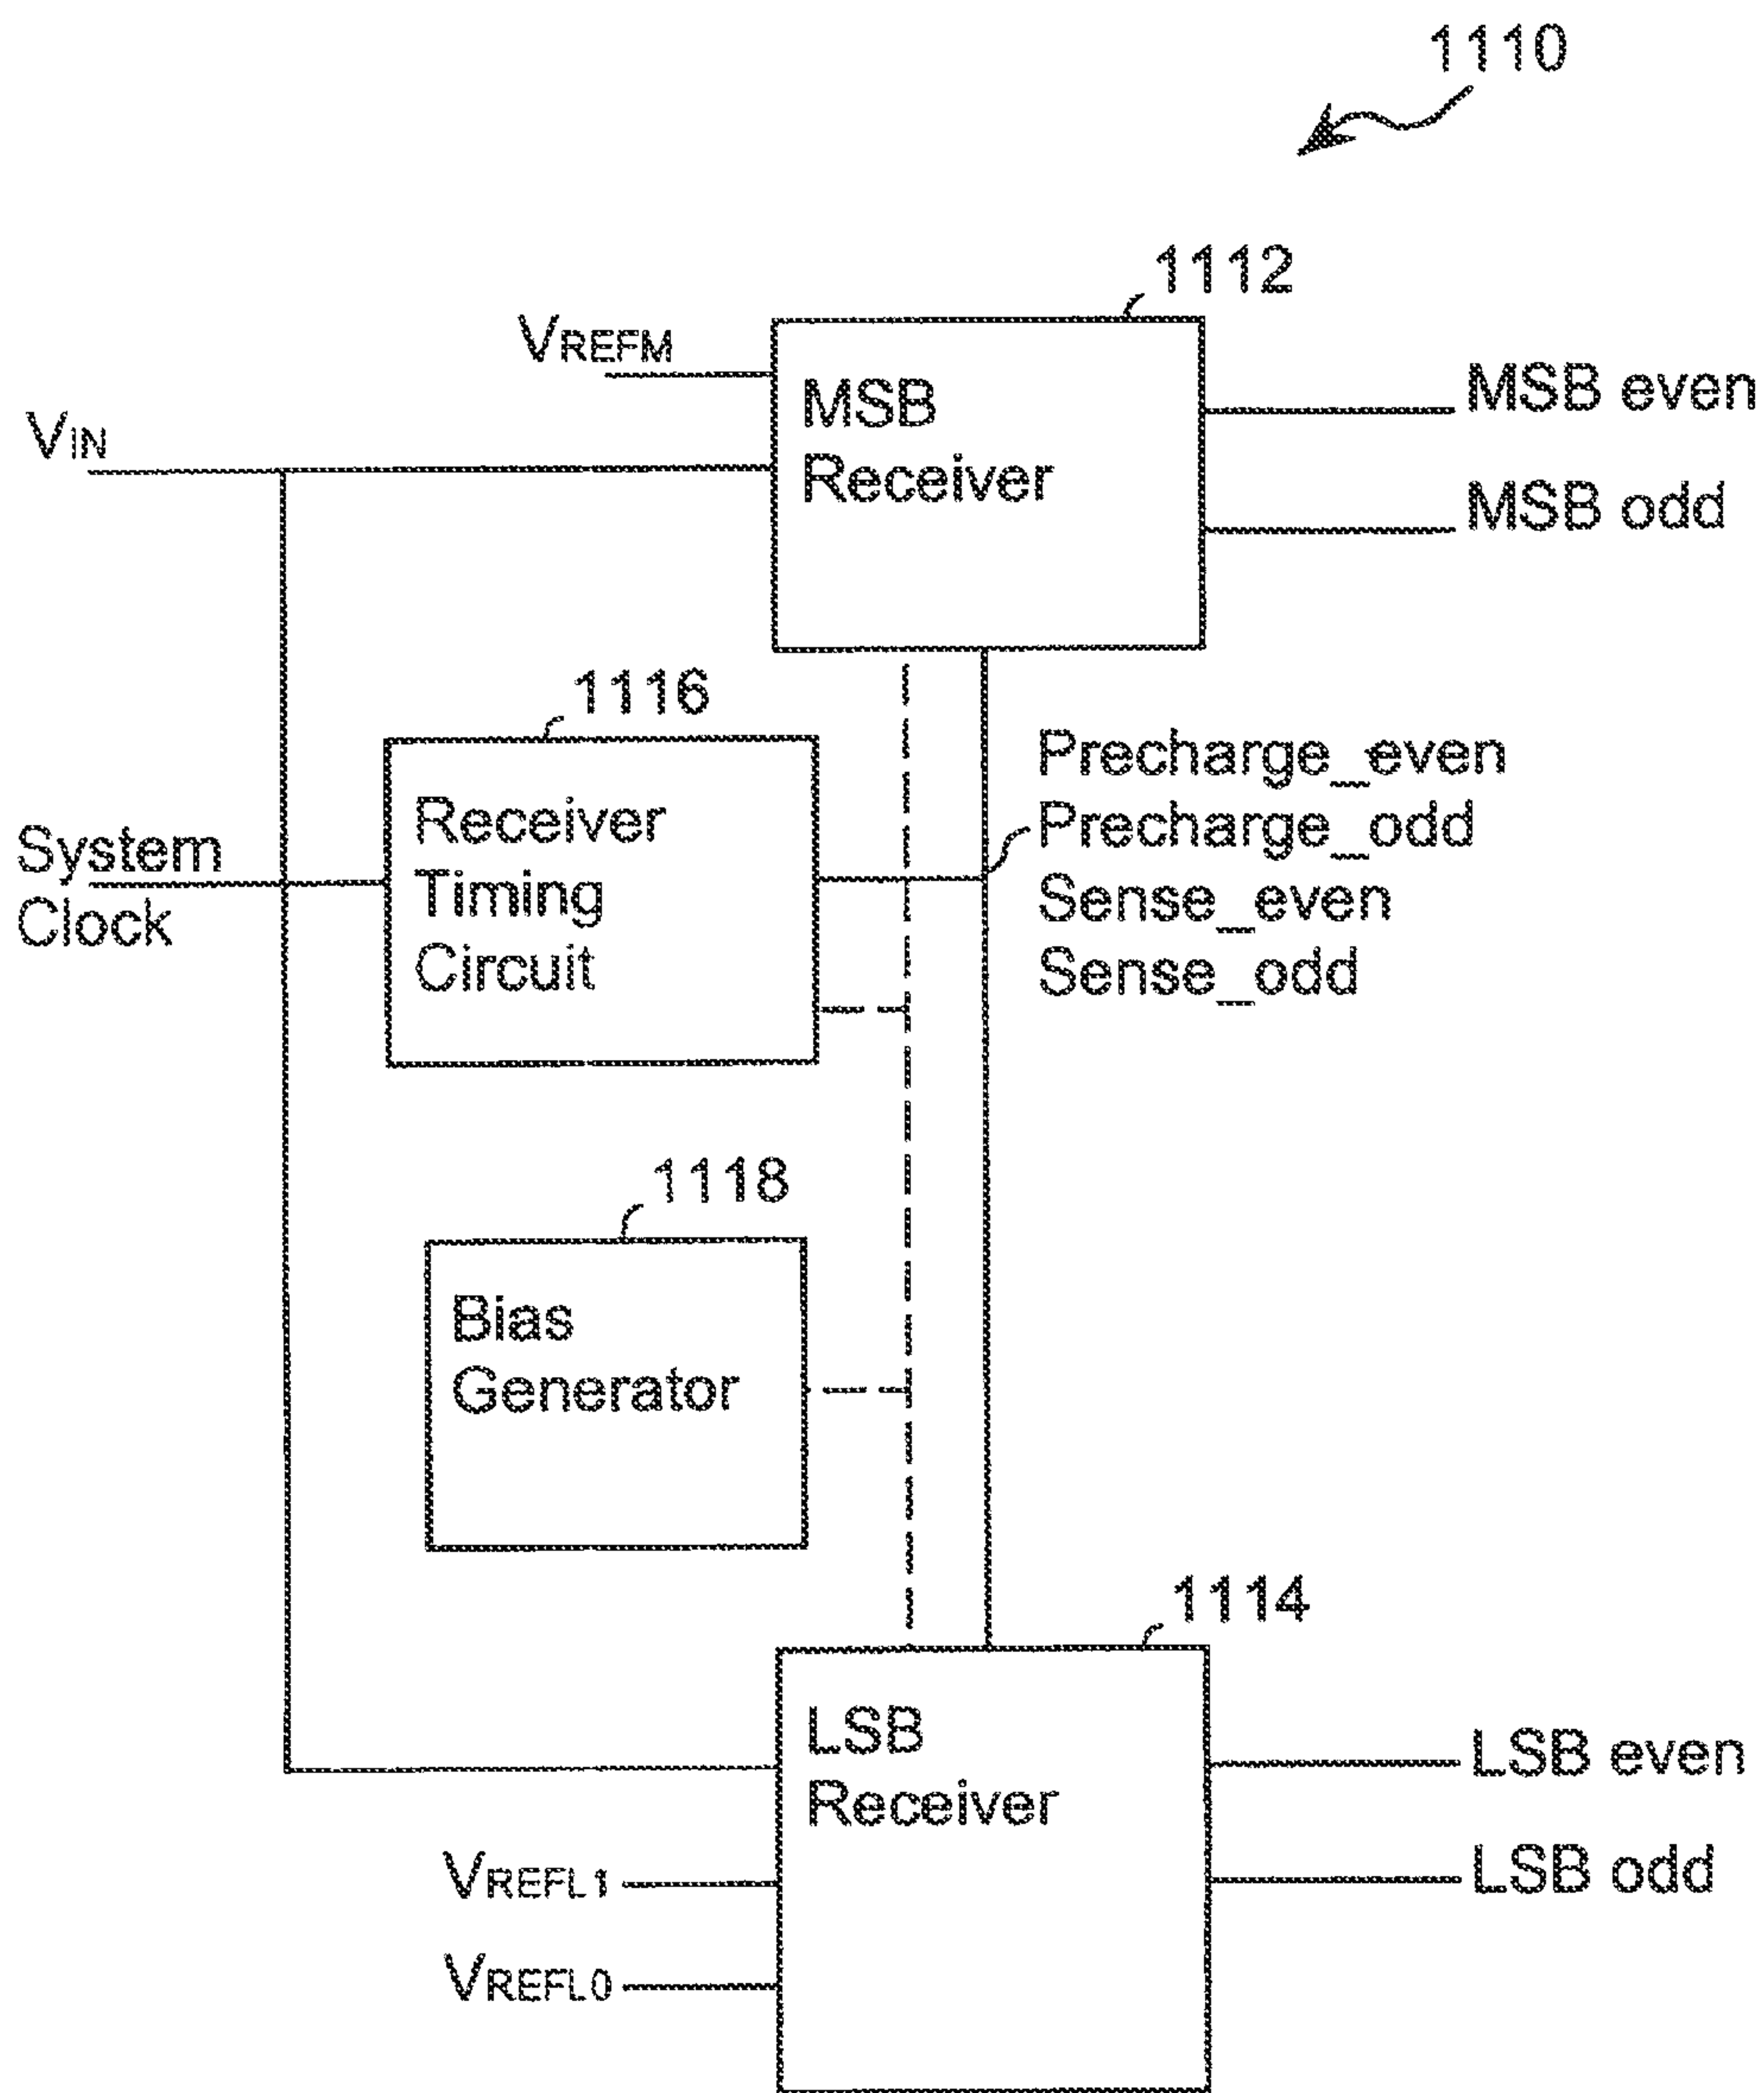 1110
1112
VREFM
MSB
Receiver
MSB even
MSB odd
VIN
1116
Receiver
Timing
Circuit
System
Clock
Precharge_even
Precharge_odd
Sense_even
Sense_odd
1118
Bias
Generator
1114
LSB
Receiver
LSB even
LSB odd
VREFL1
VREFL0